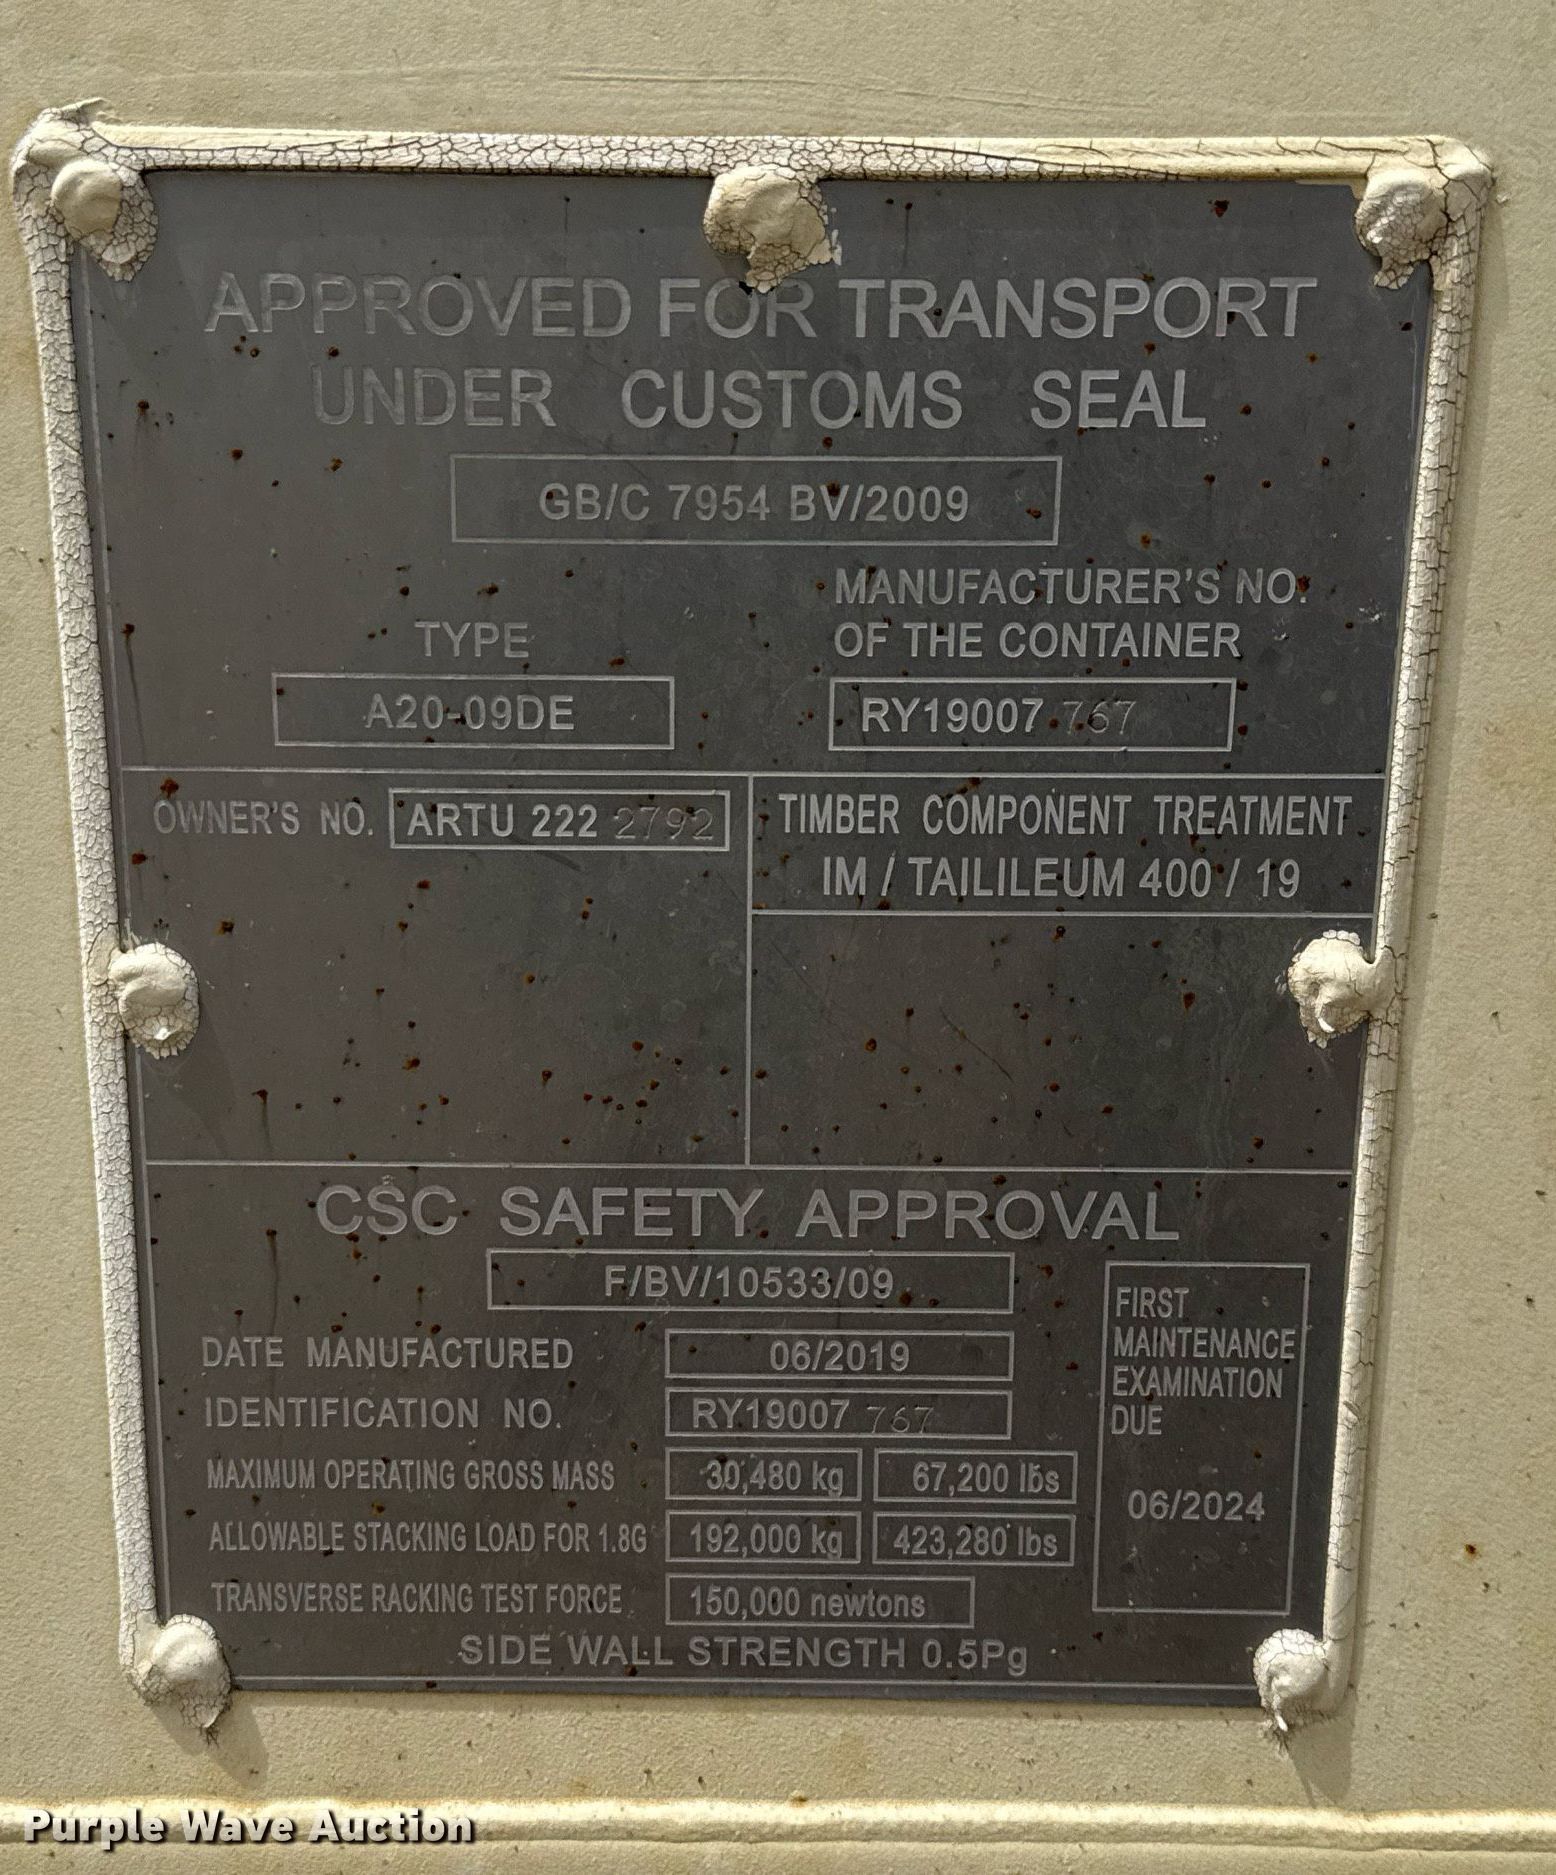 APPROVED FOR TRANSPORT
UNDER CUSTOMS SEAL
GB/C 7954 BV/2009
TYPE
A20-09DE
MANUFACTURER'S NO.
OF THE CONTAINER
RY19007 767
OWNER'S NO. ARTU 222 2792
TIMBER COMPONENT TREATMENT
IM / TAILILEUM 400 / 19
CSC SAFETY APPROVAL
F/BV/10533/09
DATE MANUFACTURED 06/2019
IDENTIFICATION NO. RY19007 767
MAXIMUM OPERATING GROSS MASS 30,480 kg 67,200 lbs
ALLOWABLE STACKING LOAD FOR 1.8G 192,000 kg 423,280 lbs
TRANSVERSE RACKING TEST FORCE 150,000 newtons
SIDE WALL STRENGTH 0.5Pg
FIRST
MAINTENANCE
EXAMINATION
DUE
06/2024
Purple Wave Auction